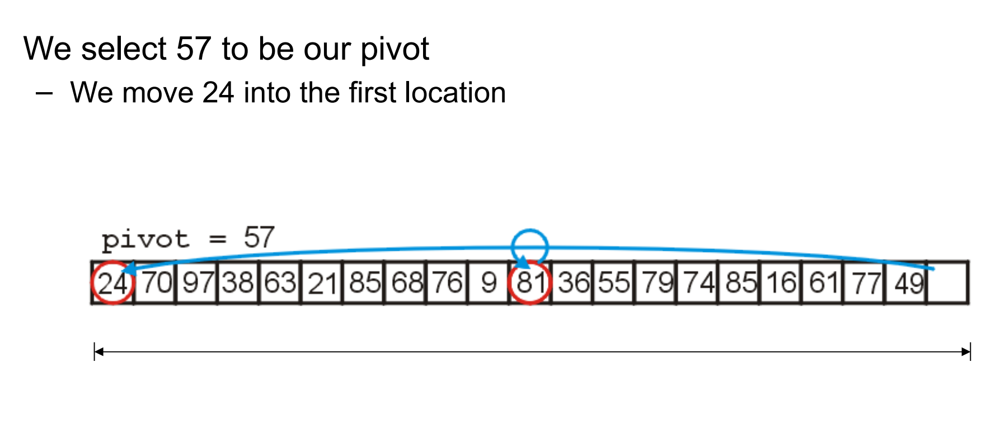 We select 57 to be our pivot
– We move 24 into the first location
pivot = 57
24 70 97 38 63 21 85 68 76 9 81 36 55 79 74 85 16 61 77 49